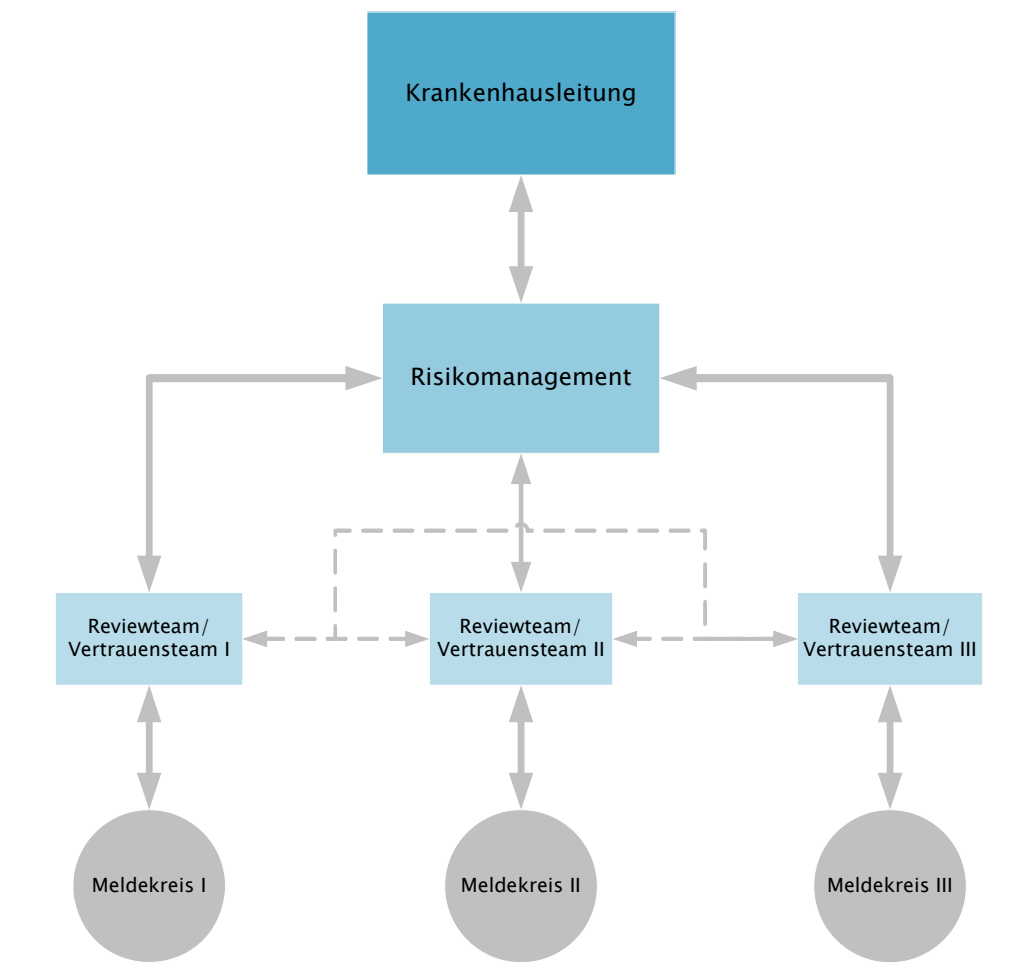 Krankenhausleitung
Risikomanagement
Reviewteam/
Vertrauensteam I
Reviewteam/
Vertrauensteam II
Reviewteam/
Vertrauensteam III
Meldekreis I
Meldekreis II
Meldekreis III